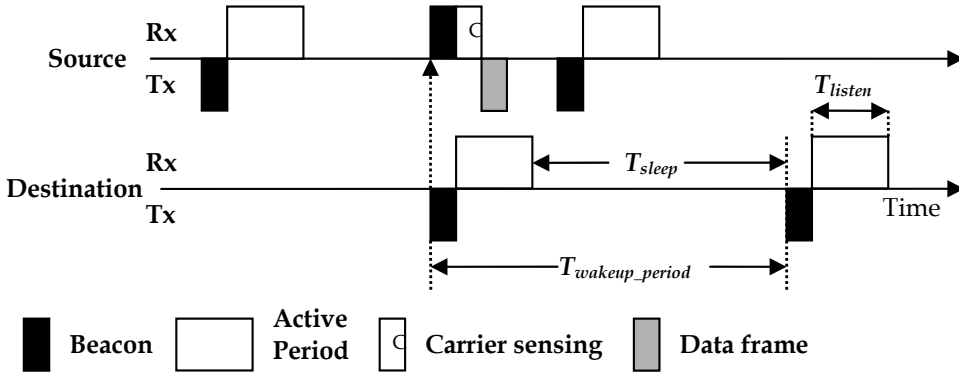 Rx
C
Source
Tx
T_listen
Rx
T_sleep
Destination
Tx
Time
T_wakeup_period
Beacon
Active
Period
C
Carrier sensing
Data frame